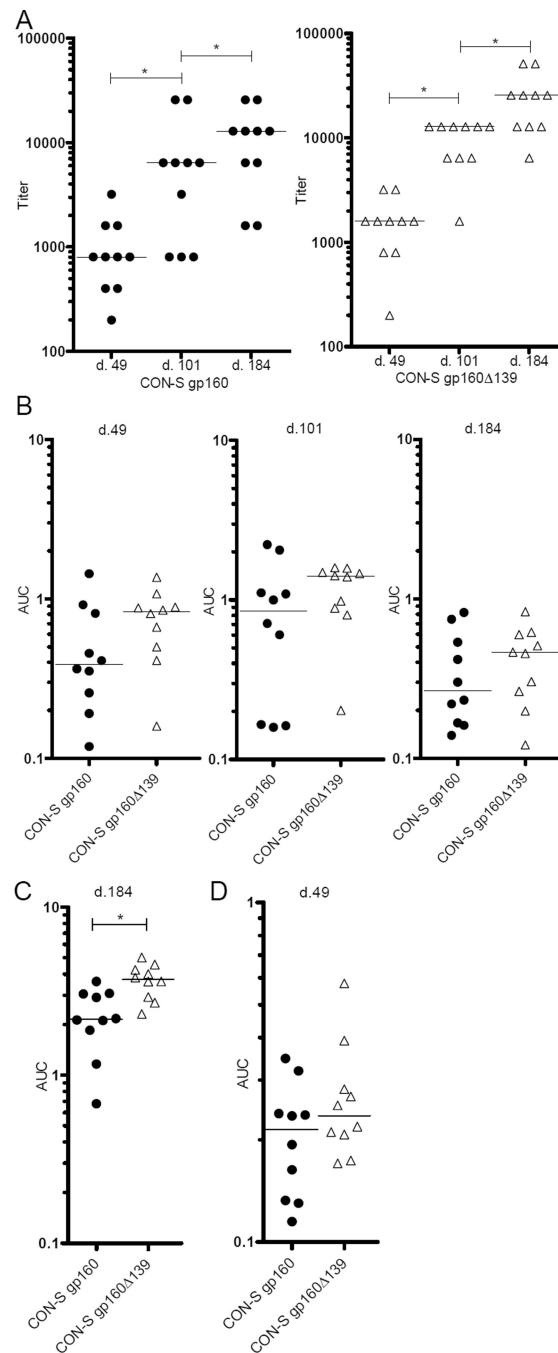 A
100000
10000
1000
100
Titer
*
*
d. 49
d. 101
d. 184
CON-S gp160
100000
10000
1000
100
Titer
*
*
d. 49
d. 101
d. 184
CON-S gp160Δ139
B
d.49
10
1
0.1
AUC
CON-S gp160
CON-S gp160Δ139
d.101
10
1
0.1
AUC
CON-S gp160
CON-S gp160Δ139
d.184
10
1
0.1
AUC
CON-S gp160
CON-S gp160Δ139
C
d.184
10
1
0.1
AUC
*
CON-S gp160
CON-S gp160Δ139
D
d.49
1
0.1
AUC
CON-S gp160
CON-S gp160Δ139